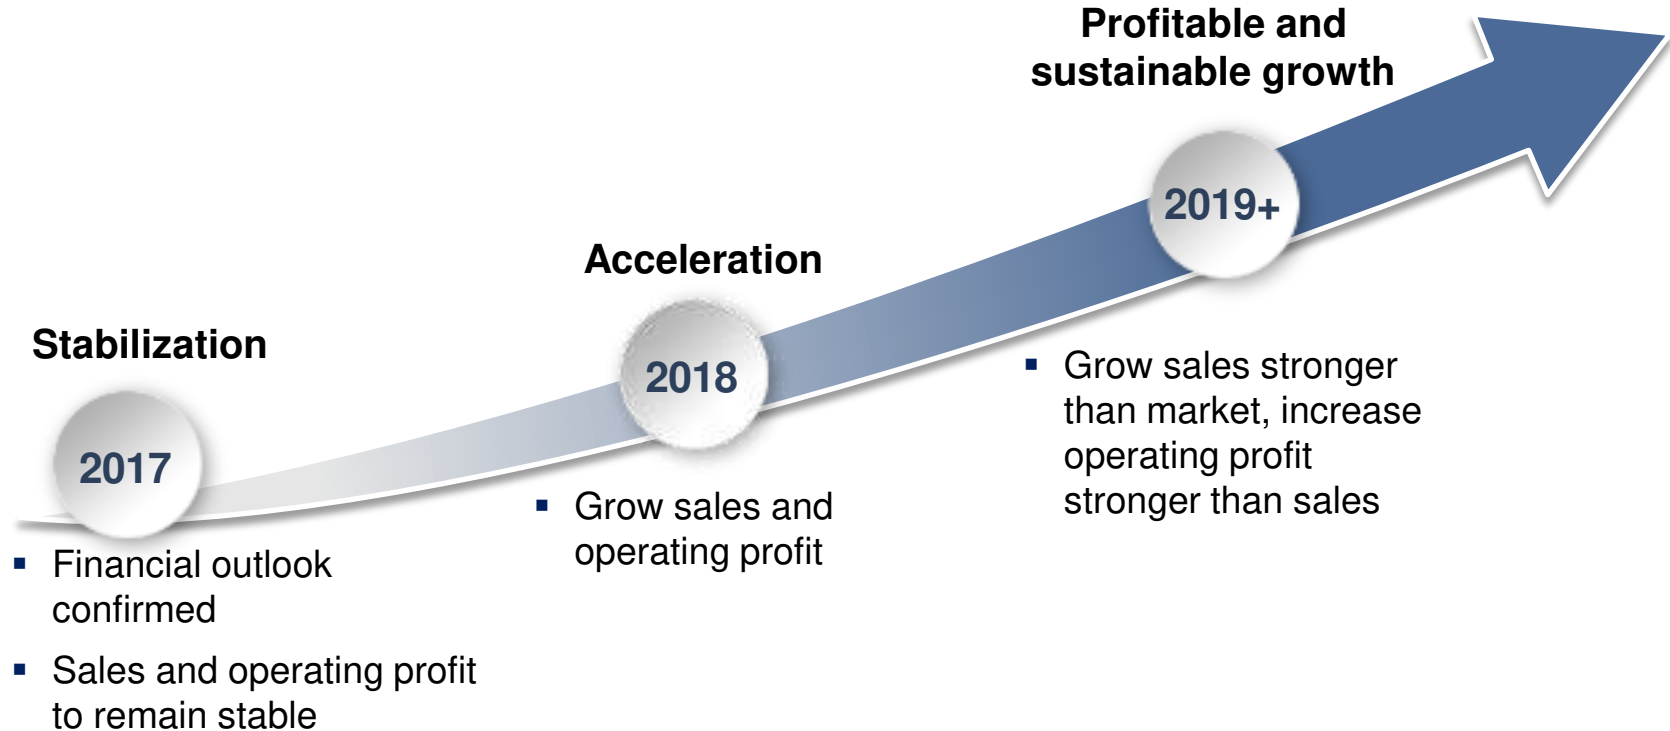 Stabilization
2017
▪ Financial outlook
confirmed
▪ Sales and operating profit
to remain stable
Acceleration
2018
▪ Grow sales and
operating profit
Profitable and
sustainable growth
2019+
▪ Grow sales stronger
than market, increase
operating profit
stronger than sales